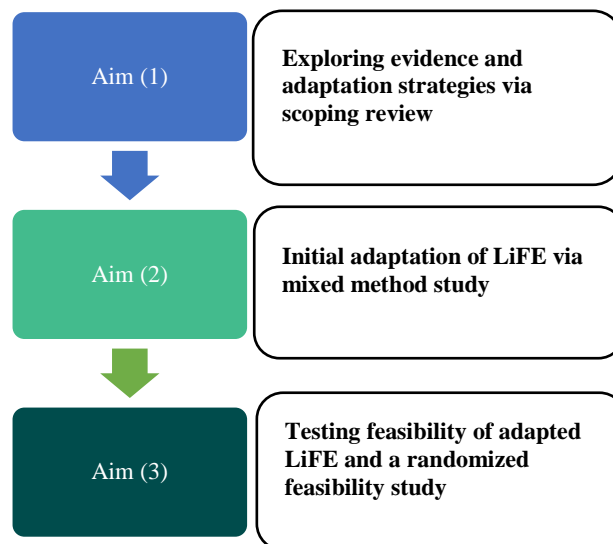 Aim (1)
Exploring evidence and
adaptation strategies via
scoping review
Aim (2)
Initial adaptation of LiFE via
mixed method study
Aim (3)
Testing feasibility of adapted
LiFE and a randomized
feasibility study